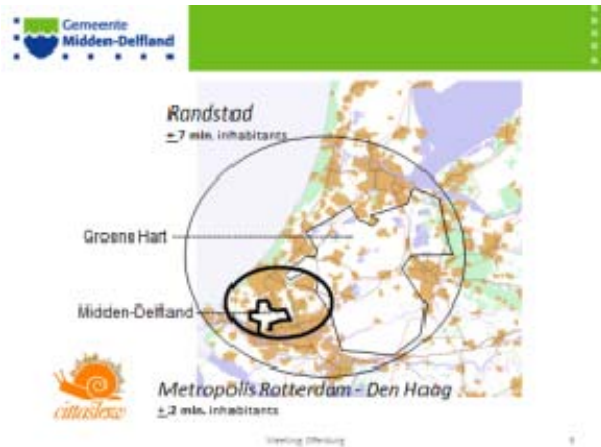 Gemeente
Midden-Delfland
Randstad
± 7 mln. inhabitants
Groene Hart
Midden-Delfland
cittaslow
Metropolis Rotterdam - Den Haag
± 2 mln. inhabitants
Meeting Offenburg